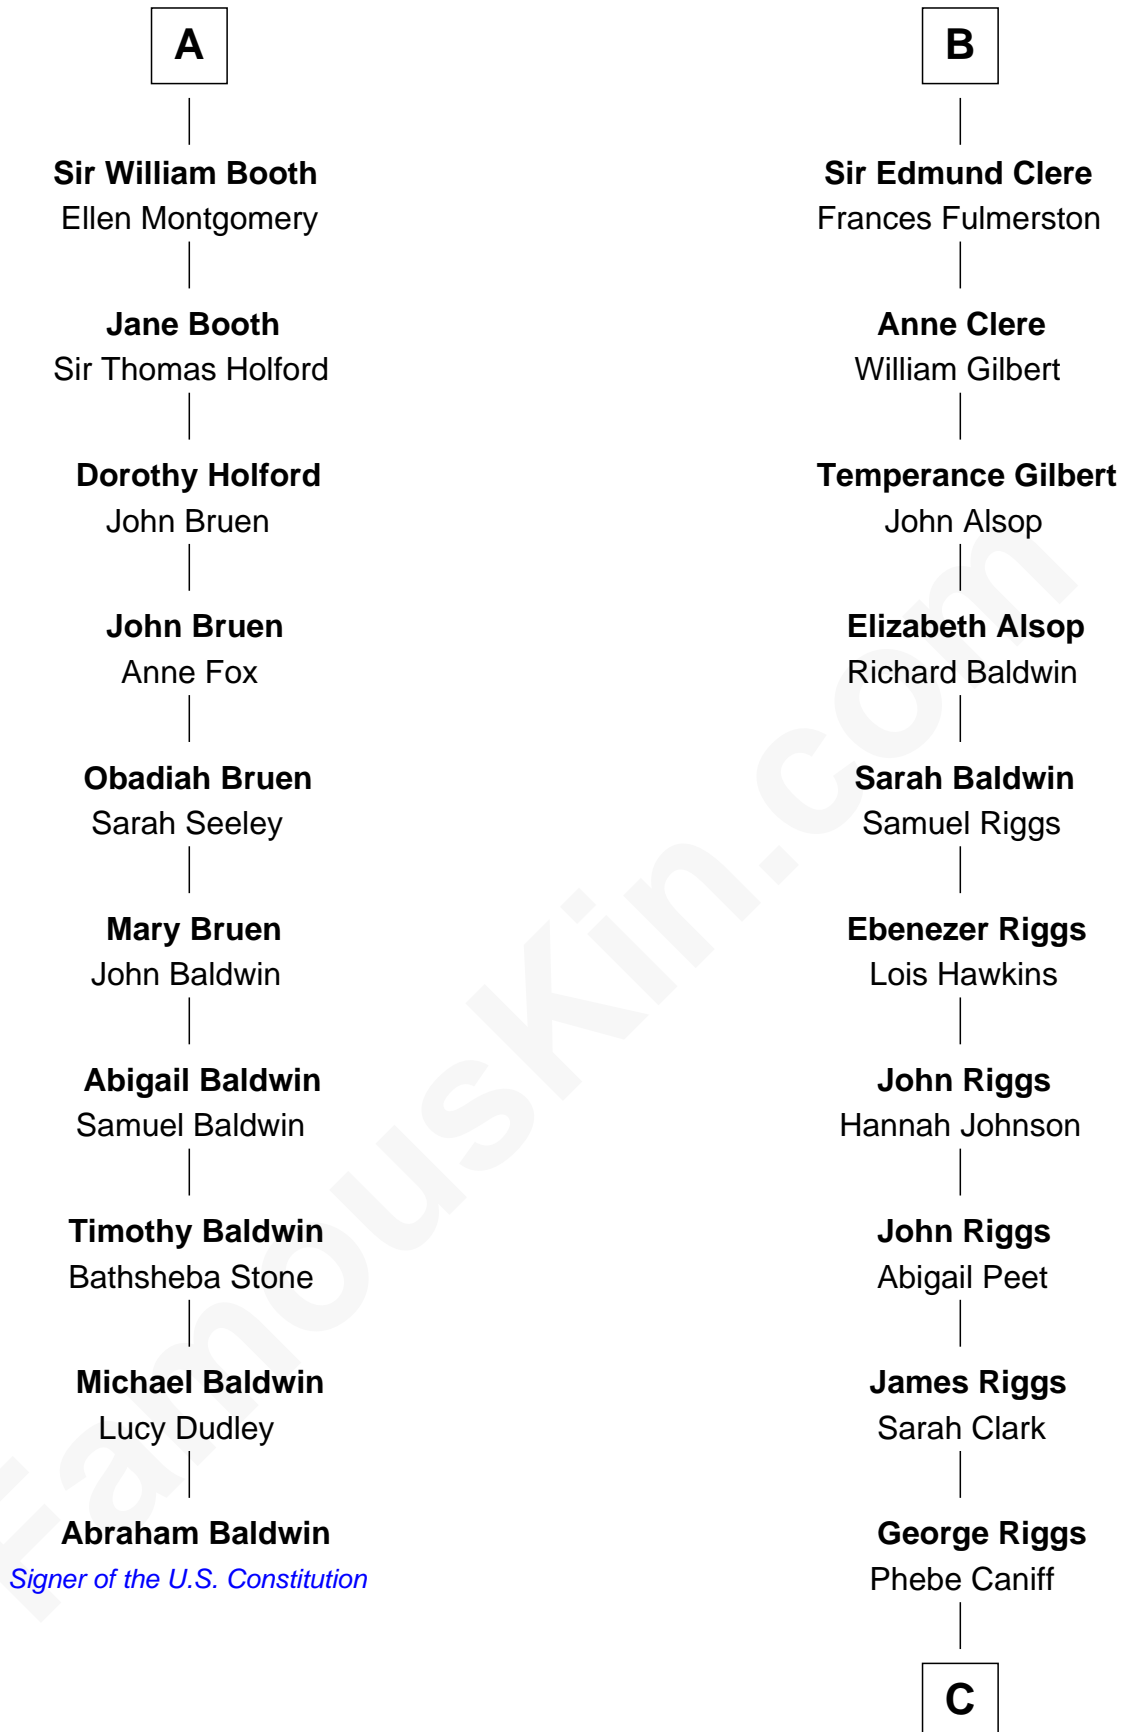 A
Sir William Booth
Ellen Montgomery
Jane Booth
Sir Thomas Holford
Dorothy Holford
John Bruen
John Bruen
Anne Fox
Obadiah Bruen
Sarah Seeley
Mary Bruen
John Baldwin
Abigail Baldwin
Samuel Baldwin
Timothy Baldwin
Bathsheba Stone
Michael Baldwin
Lucy Dudley
Abraham Baldwin
Signer of the U.S. Constitution
B
Sir Edmund Clere
Frances Fulmerston
Anne Clere
William Gilbert
Temperance Gilbert
John Alsop
Elizabeth Alsop
Richard Baldwin
Sarah Baldwin
Samuel Riggs
Ebenezer Riggs
Lois Hawkins
John Riggs
Hannah Johnson
John Riggs
Abigail Peet
James Riggs
Sarah Clark
George Riggs
Phebe Caniff
C
FamousKin.com